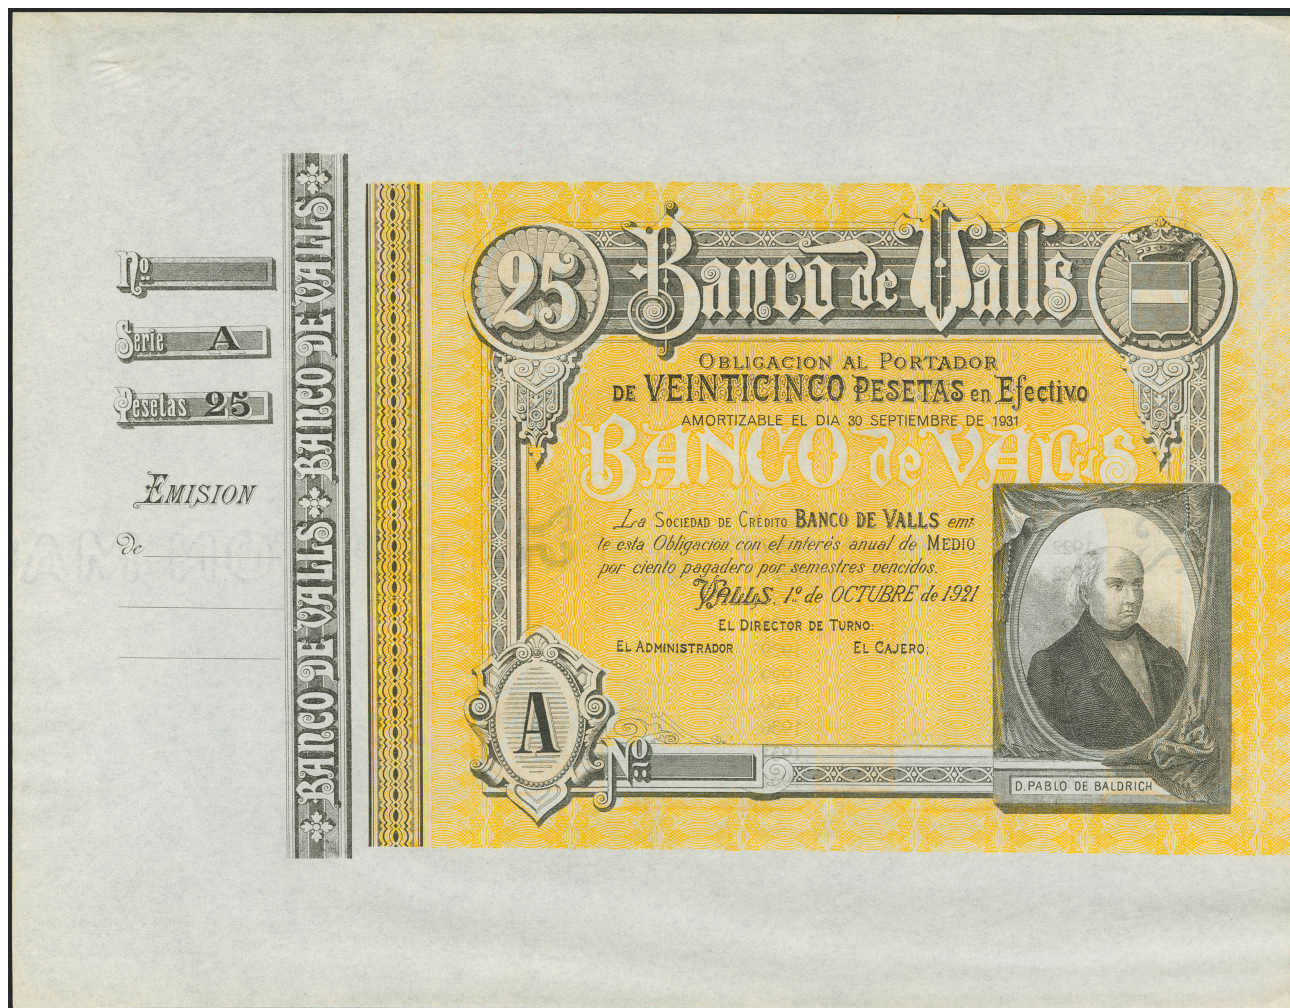 Nº
Serie A
Pesetas 25
EMISION
de
BANCO DE VALLS BANCO DE VALLS
25 Banco de Valls
OBLIGACION AL PORTADOR
DE VEINTICINCO PESETAS en Efectivo
AMORTIZABLE EL DIA 30 SEPTIEMBRE DE 1931
BANCO de VALLS
La SOCIEDAD DE CRÉDITO BANCO DE VALLS emi-
te esta Obligación con el interés anual de MEDIO
por ciento pagadero por semestres vencidos.
VALLS, 1º de OCTUBRE de 1921
EL DIRECTOR DE TURNO:
EL ADMINISTRADOR EL CAJERO;
A
Nº
D. PABLO DE BALDRICH